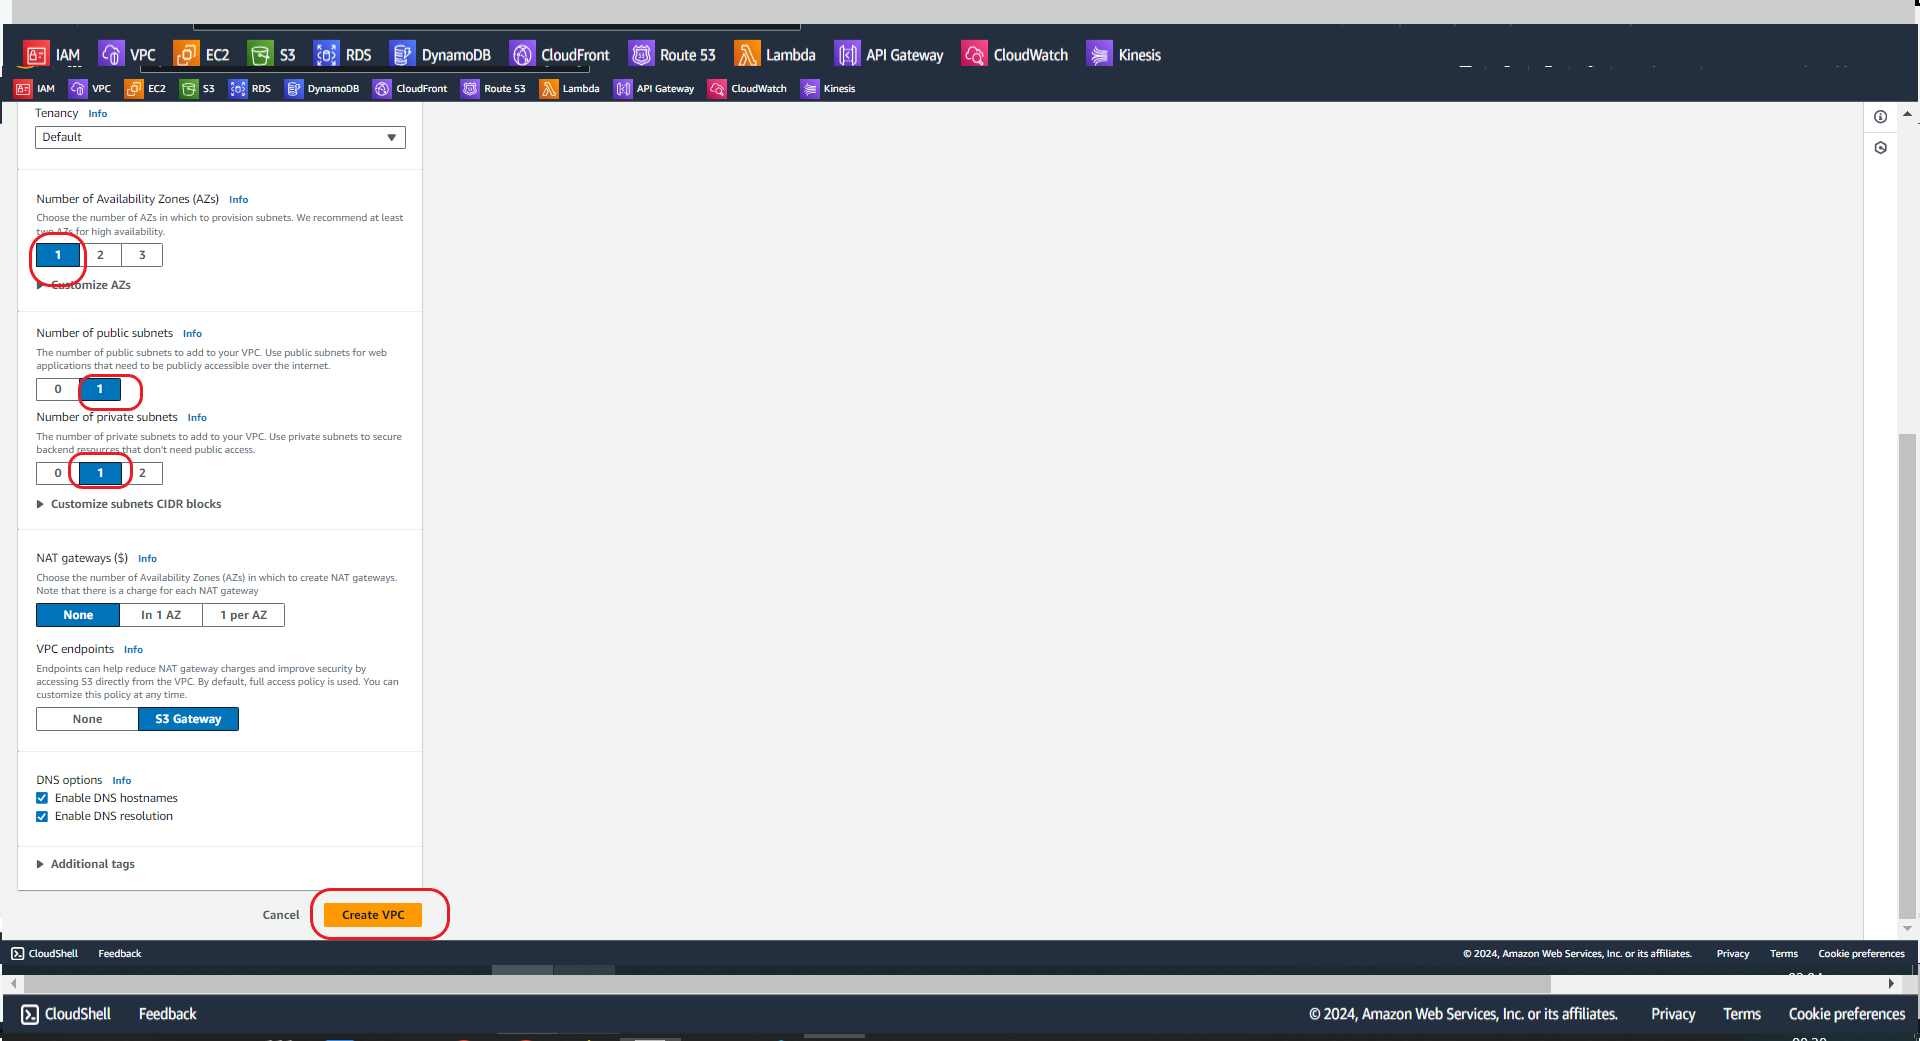 IAM VPC EC2 S3 RDS DynamoDB CloudFront Route 53 Lambda API Gateway CloudWatch Kinesis
IAM VPC EC2 S3 RDS DynamoDB CloudFront Route 53 Lambda API Gateway CloudWatch Kinesis
Tenancy Info
Default
Number of Availability Zones (AZs) Info
Choose the number of AZs in which to provision subnets. We recommend at least
two AZs for high availability.
1 2 3
Customize AZs
Number of public subnets Info
The number of public subnets to add to your VPC. Use public subnets for web
applications that need to be publicly accessible over the internet.
0 1
Number of private subnets Info
The number of private subnets to add to your VPC. Use private subnets to secure
backend resources that don't need public access.
0 1 2
Customize subnets CIDR blocks
NAT gateways ($) Info
Choose the number of Availability Zones (AZs) in which to create NAT gateways.
Note that there is a charge for each NAT gateway
None In 1 AZ 1 per AZ
VPC endpoints Info
Endpoints can help reduce NAT gateway charges and improve security by
accessing S3 directly from the VPC. By default, full access policy is used. You can
customize this policy at any time.
None S3 Gateway
DNS options Info
Enable DNS hostnames
Enable DNS resolution
Additional tags
Cancel Create VPC
CloudShell Feedback © 2024, Amazon Web Services, Inc. or its affiliates. Privacy Terms Cookie preferences
CloudShell Feedback © 2024, Amazon Web Services, Inc. or its affiliates. Privacy Terms Cookie preferences